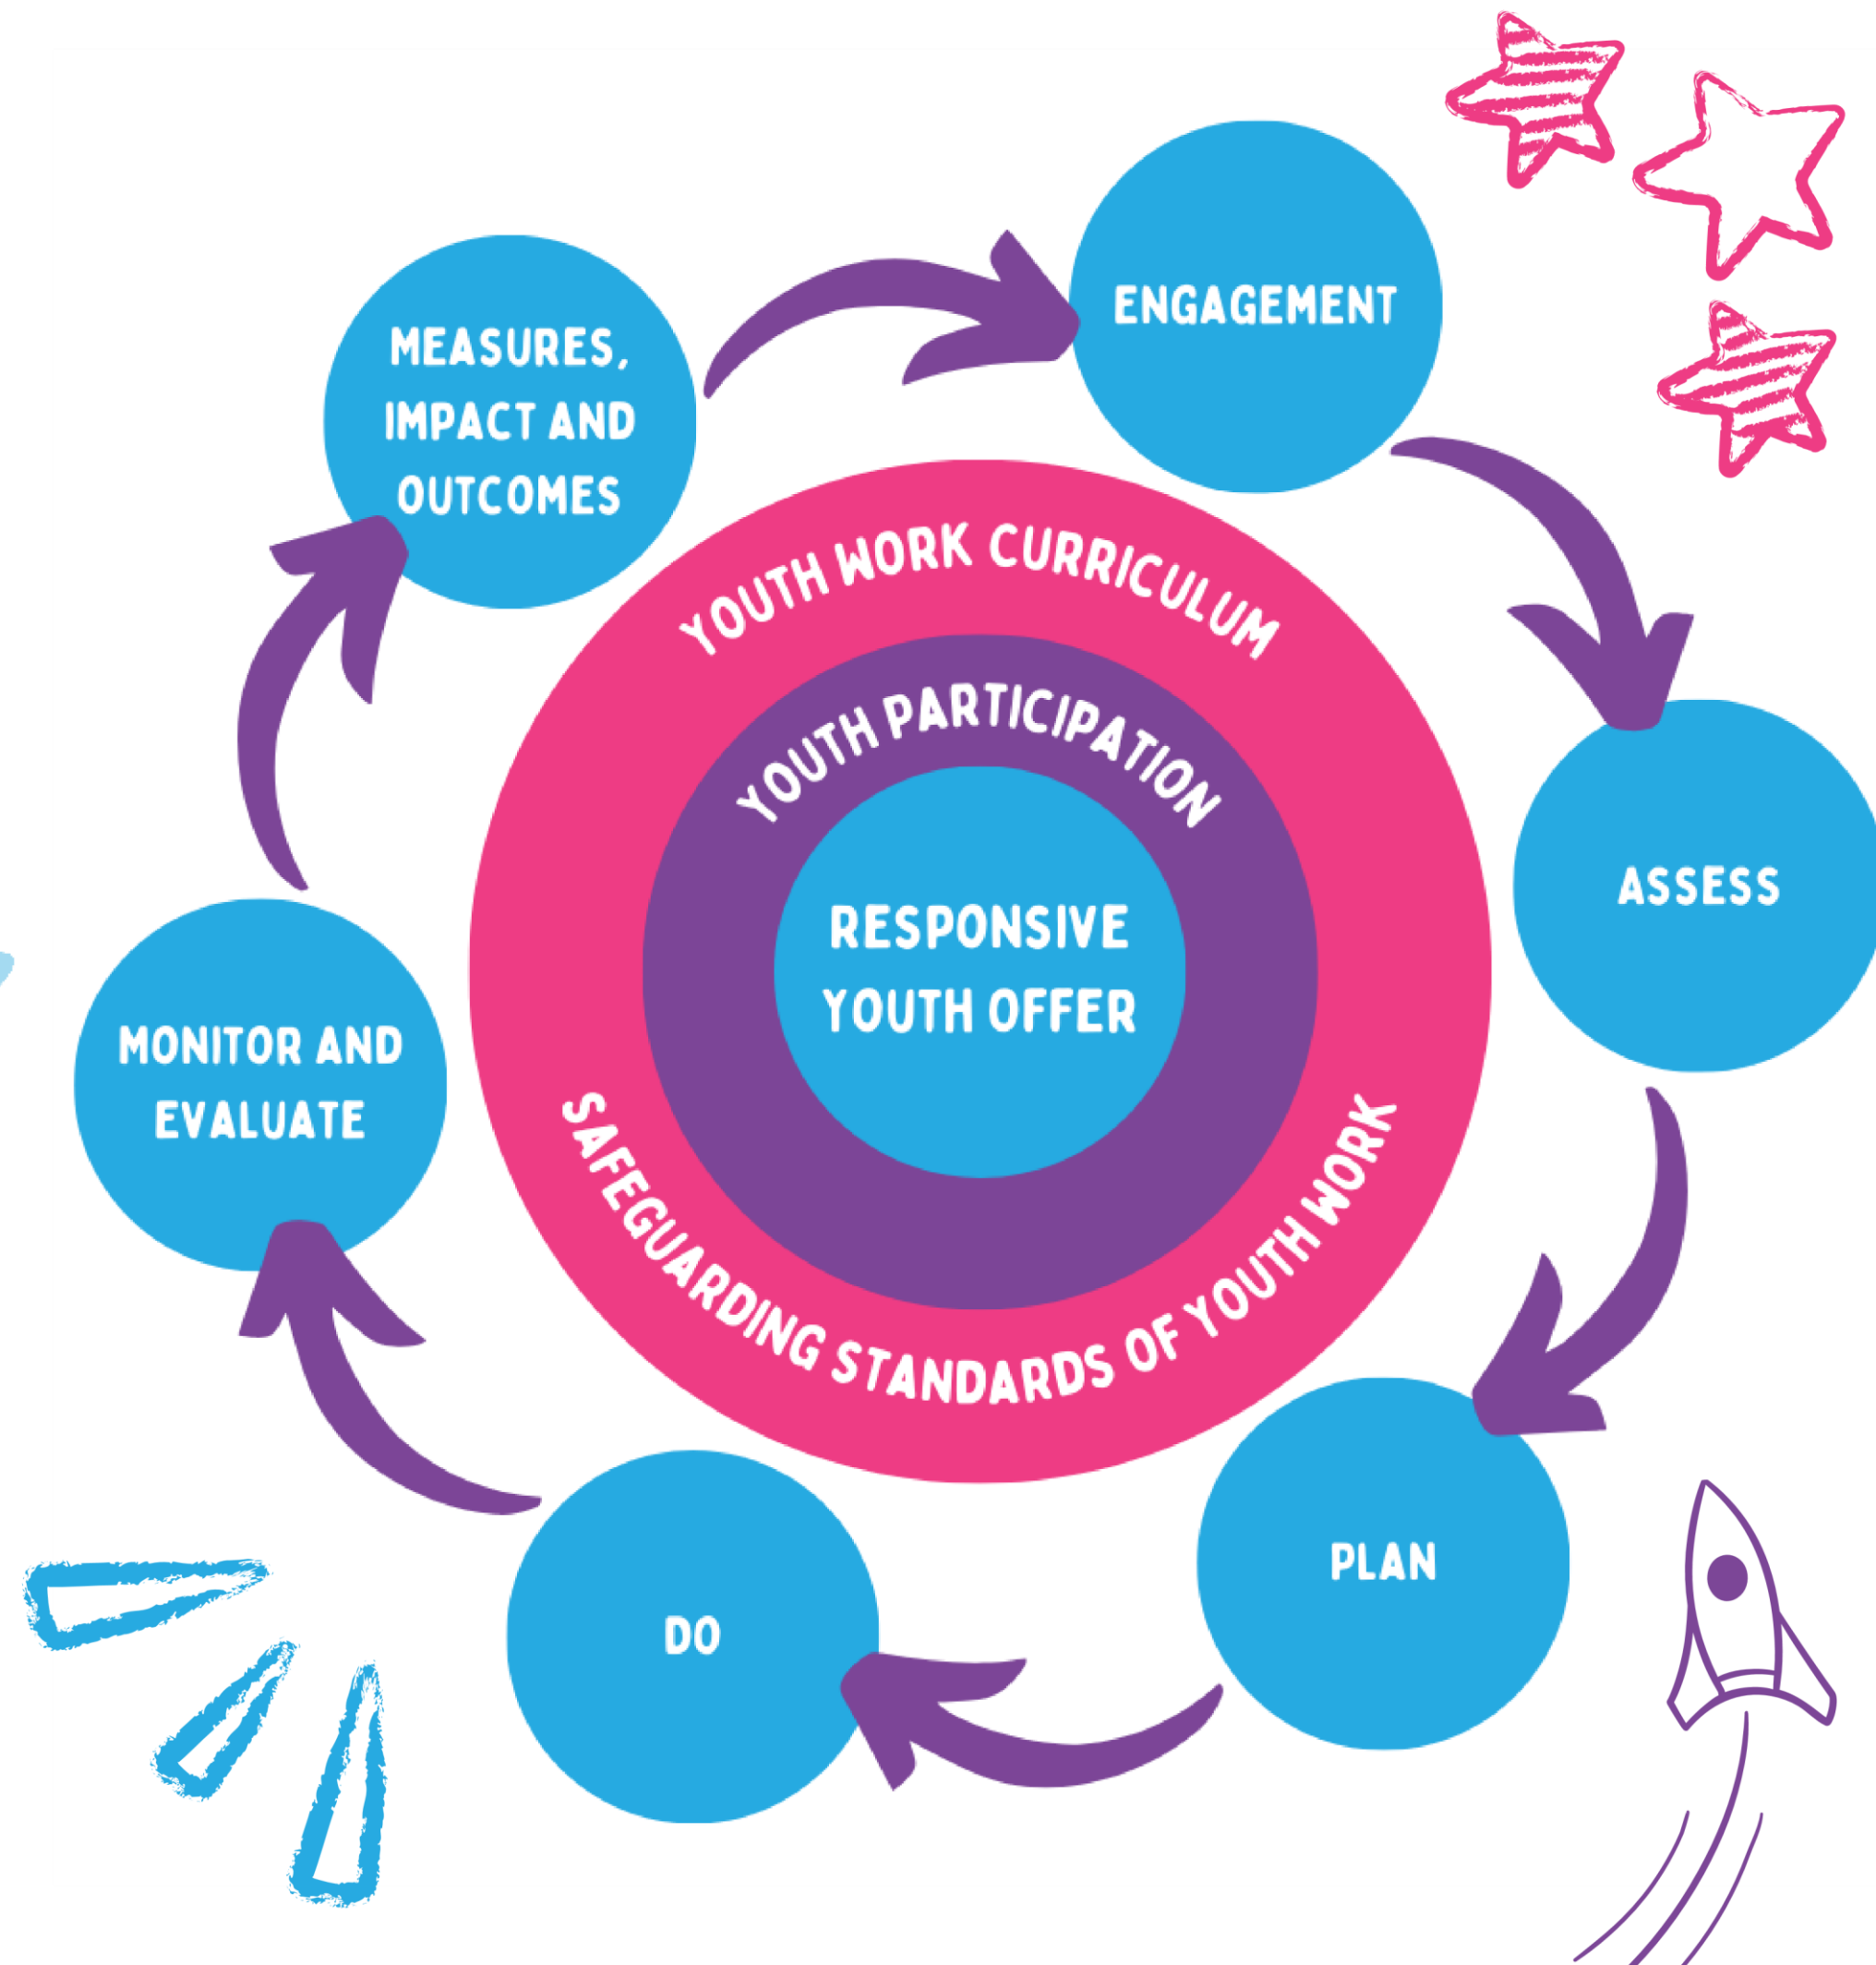 ENGAGEMENT
MEASURES,
IMPACT AND
OUTCOMES
YOUTH WORK CURRICULUM
YOUTH PARTICIPATION
ASSESS
RESPONSIVE
YOUTH OFFER
MONITOR AND
EVALUATE
SAFEGUARDING STANDARDS OF YOUTH WORK
PLAN
DO